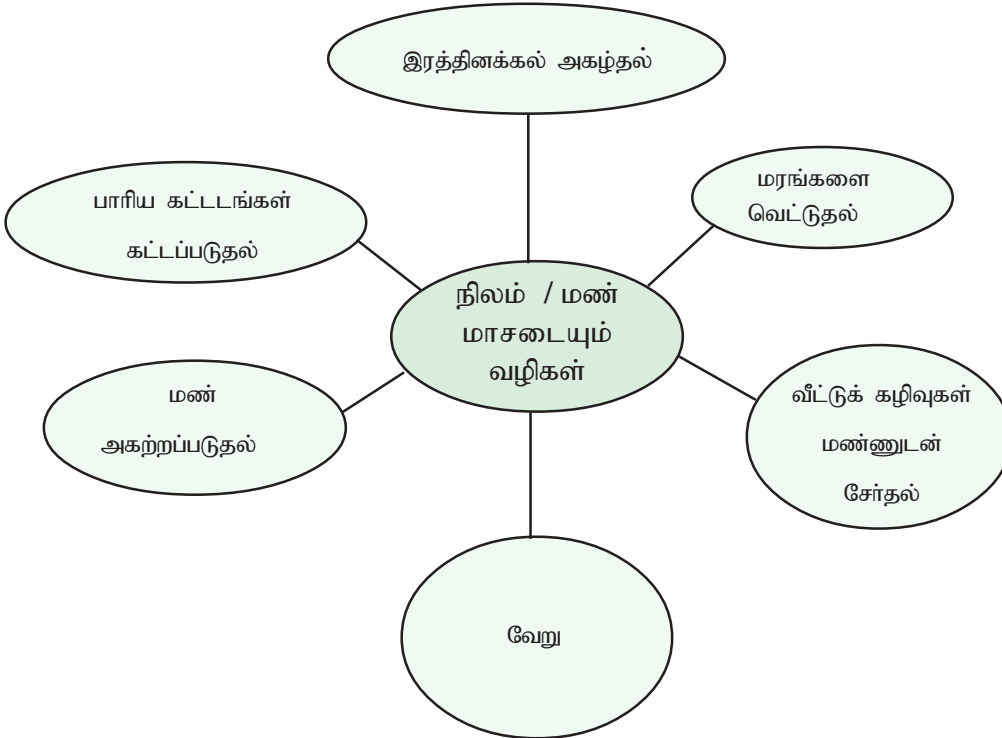 இரத்தினக்கல் அகழ்தல்
பாரிய கட்டடங்கள்
கட்டப்படுதல்
மரங்களை
வெட்டுதல்
நிலம் / மண்
மாசடையும்
வழிகள்
மண்
அகற்றப்படுதல்
வீட்டுக் கழிவுகள்
மண்ணுடன்
சேர்தல்
வேறு